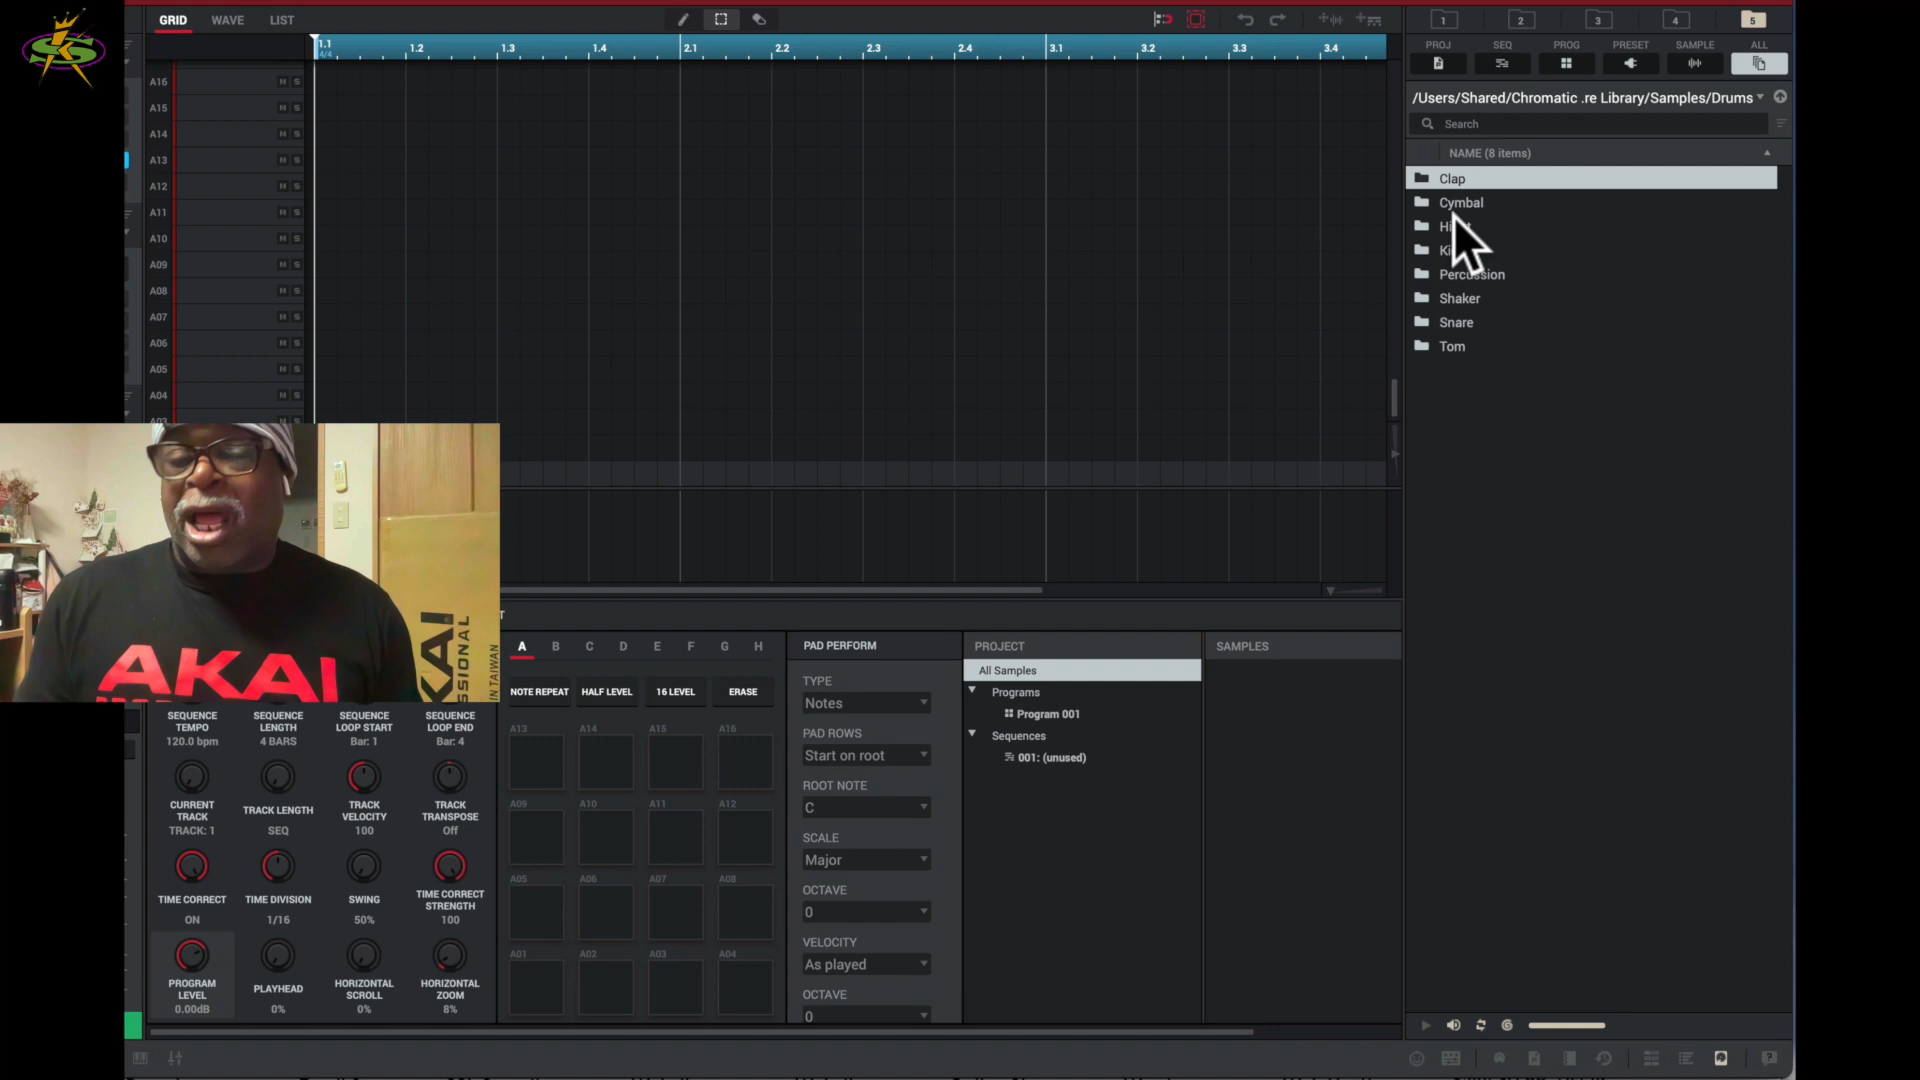 GRID WAVE LIST
1 2 3 4 5
1.1 1.2 1.3 1.4 2.1 2.2 2.3 2.4 3.1 3.2 3.3 3.4
4/4
PROJ SEQ PROG PRESET SAMPLE ALL
/Users/Shared/Chromatic .re Library/Samples/Drums
Search
NAME (8 items)
Clap
Cymbal
Percussion
Shaker
Snare
Tom
A16 M S
A15 M S
A14 M S
A13 M S
A12 M S
A11 M S
A10 M S
A09 M S
A08 M S
A07 M S
A06 M S
A05 M S
A04 M S
A03 M S
AKAI
KAI
SSIONAL
IN TAIWAN
T
A B C D E F G H
NOTE REPEAT HALF LEVEL 16 LEVEL ERASE
A13 A14 A15 A16
A09 A10 A11 A12
A05 A06 A07 A08
A01 A02 A03 A04
SEQUENCE TEMPO
120.0 bpm
SEQUENCE LENGTH
4 BARS
SEQUENCE LOOP START
Bar: 1
SEQUENCE LOOP END
Bar: 4
CURRENT TRACK
TRACK: 1
TRACK LENGTH
SEQ
TRACK VELOCITY
100
TRACK TRANSPOSE
Off
TIME CORRECT
ON
TIME DIVISION
1/16
SWING
50%
TIME CORRECT STRENGTH
100
PROGRAM LEVEL
0.00dB
PLAYHEAD
0%
HORIZONTAL SCROLL
0%
HORIZONTAL ZOOM
8%
PAD PERFORM
TYPE
Notes
PAD ROWS
Start on root
ROOT NOTE
C
SCALE
Major
OCTAVE
0
VELOCITY
As played
OCTAVE
0
PROJECT
All Samples
Programs
Program 001
Sequences
001: (unused)
SAMPLES